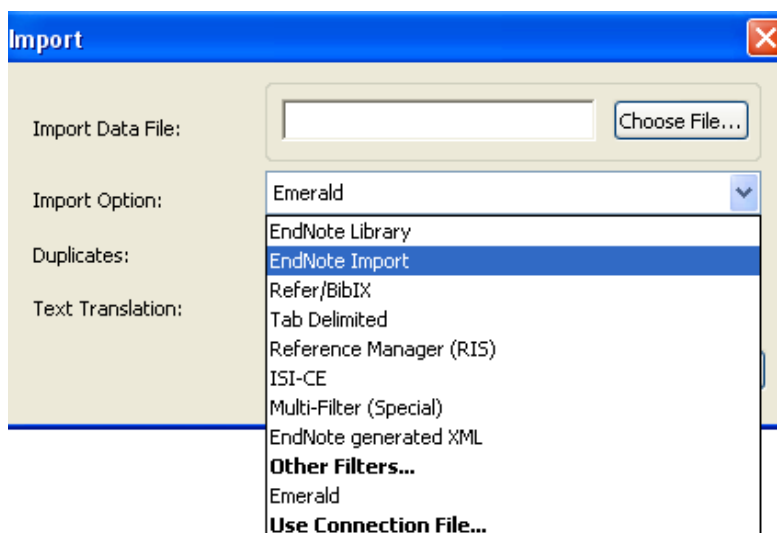 Import
Import Data File:
Choose File...
Import Option:
Emerald
EndNote Library
Duplicates:
EndNote Import
Refer/BibIX
Text Translation:
Tab Delimited
Reference Manager (RIS)
ISI-CE
Multi-Filter (Special)
EndNote generated XML
Other Filters...
Emerald
Use Connection File...